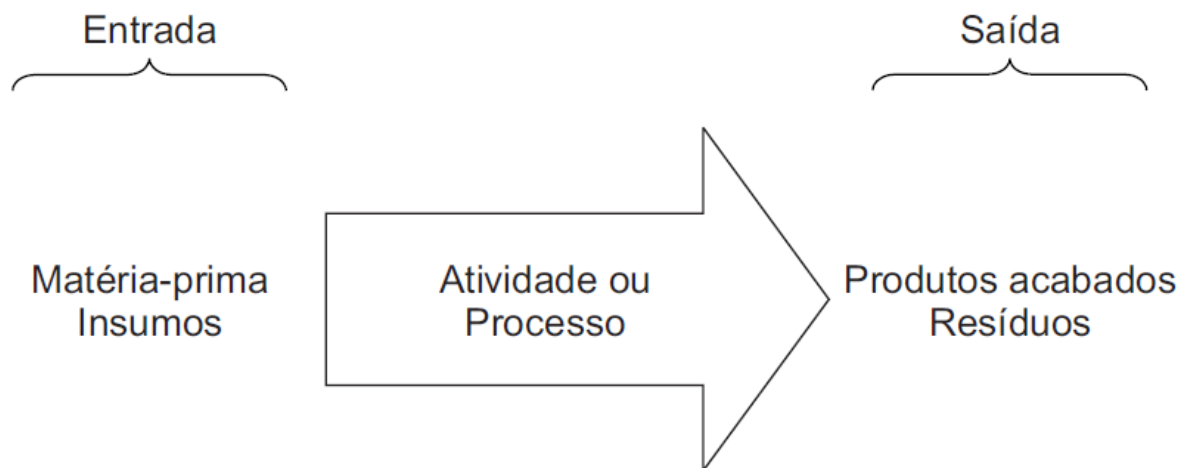 Entrada
Saída
Matéria-prima
Insumos
Atividade ou
Processo
Produtos acabados
Resíduos